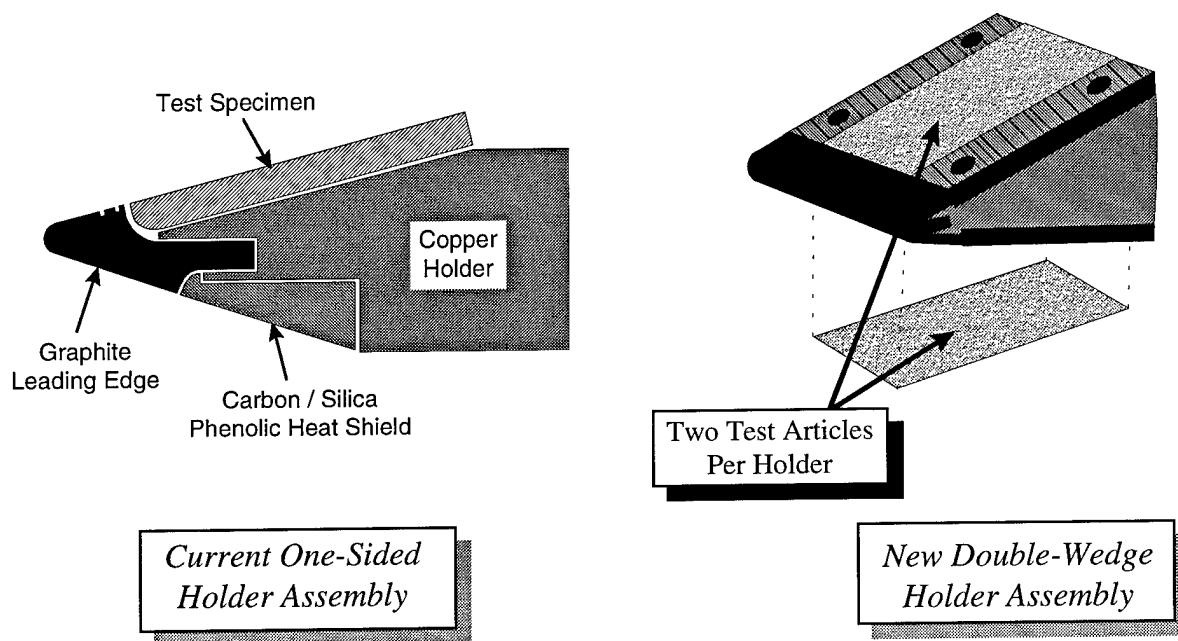 Test Specimen
Copper
Holder
Graphite
Leading Edge
Carbon / Silica
Phenolic Heat Shield
Current One-Sided
Holder Assembly
Two Test Articles
Per Holder
New Double-Wedge
Holder Assembly